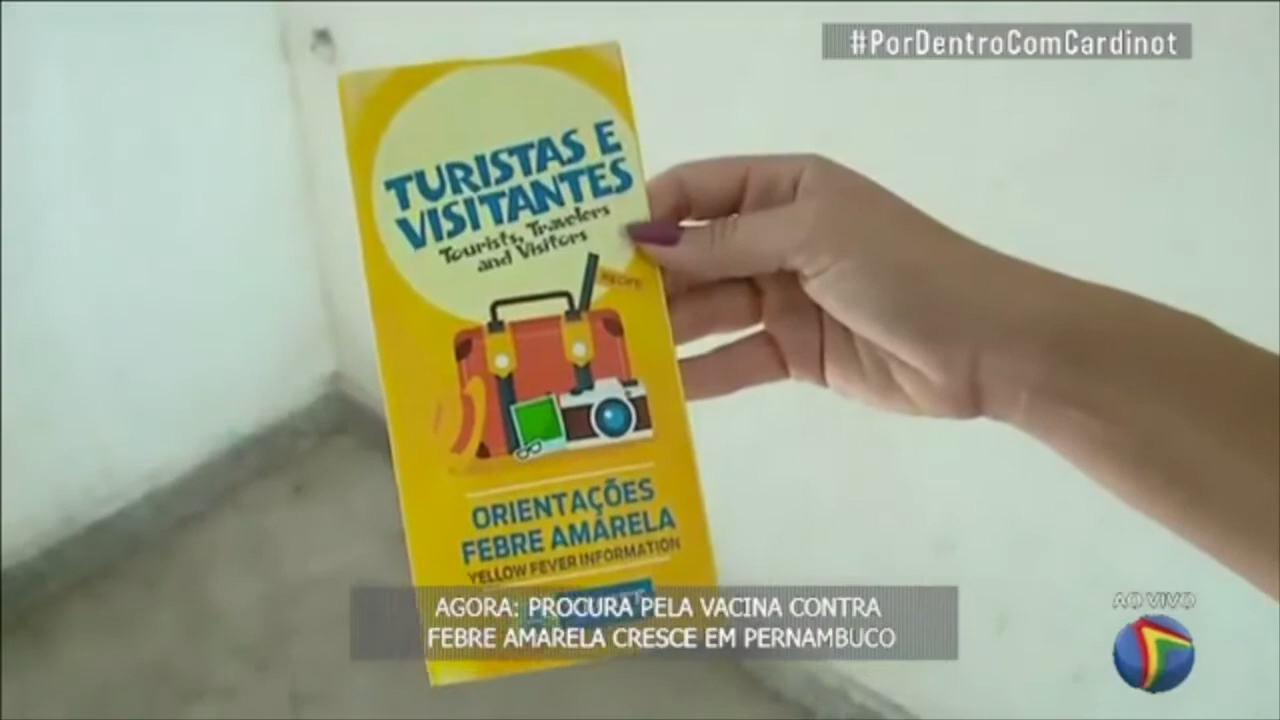 #PorDentroComCardinot
TURISTAS E
VISITANTES
Tourists, Travelers
and Visitors
RECIFE
ORIENTAÇÕES
FEBRE AMARELA
YELLOW FEVER INFORMATION
AGORA: PROCURA PELA VACINA CONTRA
FEBRE AMARELA CRESCE EM PERNAMBUCO
AO VIVO